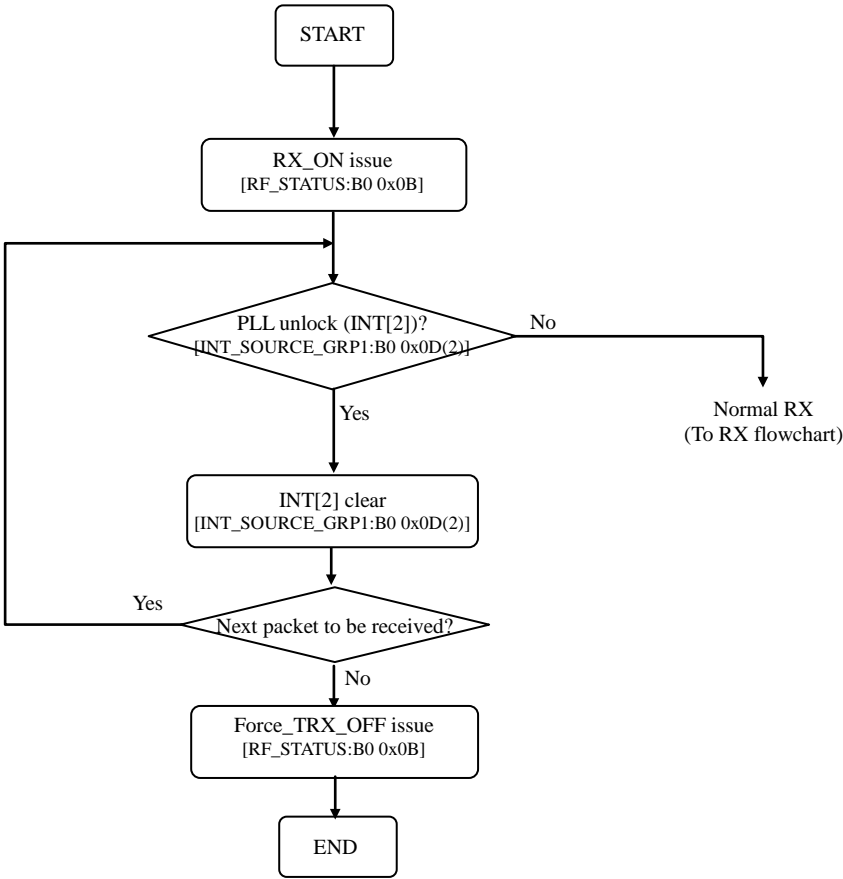 START
RX_ON issue
[RF_STATUS:B0 0x0B]
PLL unlock (INT[2])?
[INT_SOURCE_GRP1:B0 0x0D(2)]
No
Normal RX
(To RX flowchart)
Yes
INT[2] clear
[INT_SOURCE_GRP1:B0 0x0D(2)]
Yes
Next packet to be received?
No
Force_TRX_OFF issue
[RF_STATUS:B0 0x0B]
END